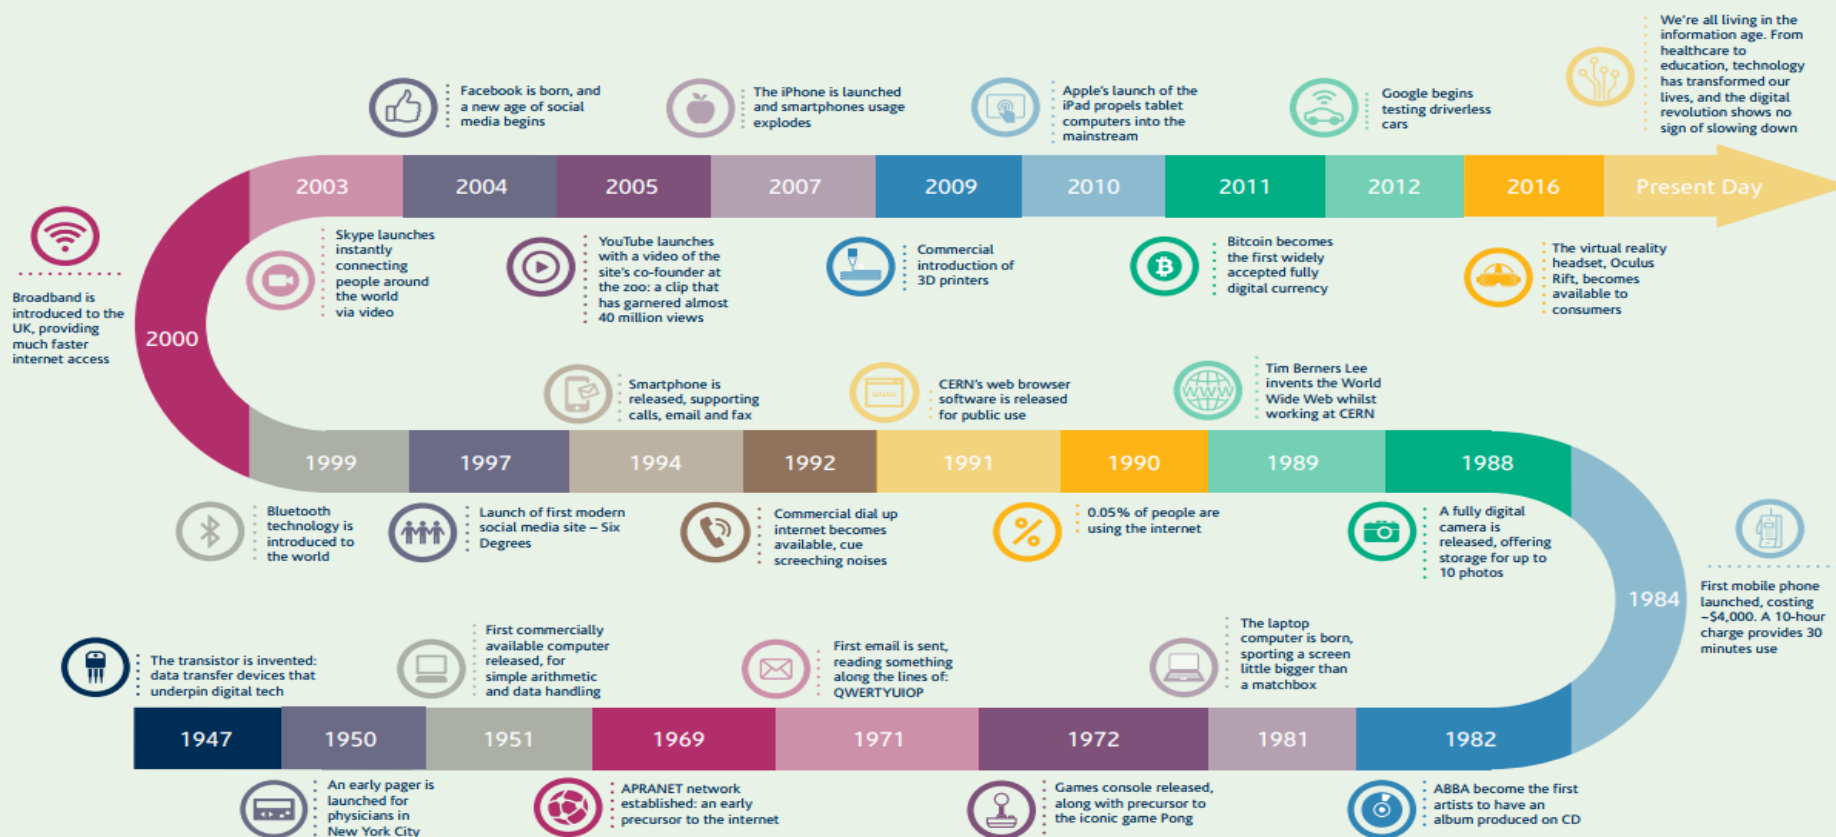 We're all living in the
information age. From
healthcare to
education, technology
has transformed our
lives, and the digital
revolution shows no
sign of slowing down
Facebook is born, and
a new age of social
media begins
The iPhone is launched
and smartphones usage
explodes
Apple's launch of the
iPad propels tablet
computers into the
mainstream
Google begins
testing driverless
cars
2003
2004
2005
2007
2009
2010
2011
2012
2016
Present Day
Broadband is
introduced to the
UK, providing
much faster
internet access
2000
Skype launches
instantly
connecting
people around
the world
via video
YouTube launches
with a video of the
site's co-founder at
the zoo: a clip that
has garnered almost
40 million views
Commercial
introduction of
3D printers
Bitcoin becomes
the first widely
accepted fully
digital currency
The virtual reality
headset, Oculus
Rift, becomes
available to
consumers
Smartphone is
released, supporting
calls, email and fax
WWW.
CERN's web browser
software is released
for public use
WWW
Tim Berners Lee
invents the World
Wide Web whilst
working at CERN
1999
1997
1994
1992
1991
1990
1989
1988
Bluetooth
technology is
introduced to
the world
Launch of first modern
social media site – Six
Degrees
Commercial dial up
internet becomes
available, cue
screeching noises
%
0.05% of people are
using the internet
A fully digital
camera is
released, offering
storage for up to
10 photos
1984
First mobile phone
launched, costing
~$4,000. A 10-hour
charge provides 30
minutes use
The transistor is invented:
data transfer devices that
underpin digital tech
First commercially
available computer
released, for
simple arithmetic
and data handling
First email is sent,
reading something
along the lines of:
QWERTYUIOP
The laptop
computer is born,
sporting a screen
little bigger than
a matchbox
1947
1950
1951
1969
1971
1972
1981
1982
An early pager is
launched for
physicians in
New York City
APRANET network
established: an early
precursor to the internet
Games console released,
along with precursor to
the iconic game Pong
ABBA become the first
artists to have an
album produced on CD